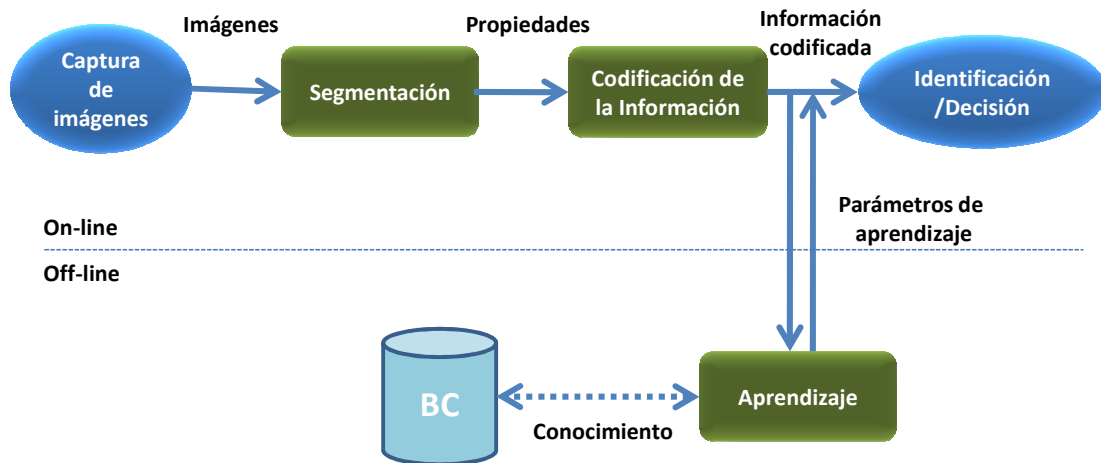 Imágenes
Propiedades
Información
codificada
Captura
de
imágenes
Segmentación
Codificación de
la Información
Identificación
/Decisión
Parámetros de
aprendizaje
On-line
Off-line
BC
Conocimiento
Aprendizaje